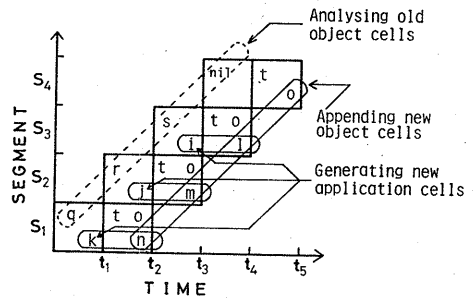 Analysing old
object cells
nil t
S4
o
Appending new
object cells
s t o
S3
i l
Generating new
application cells
SEGMENT
r t o
S2
j m
q t o
S1
k n
t1 t2 t3 t4 t5
TIME